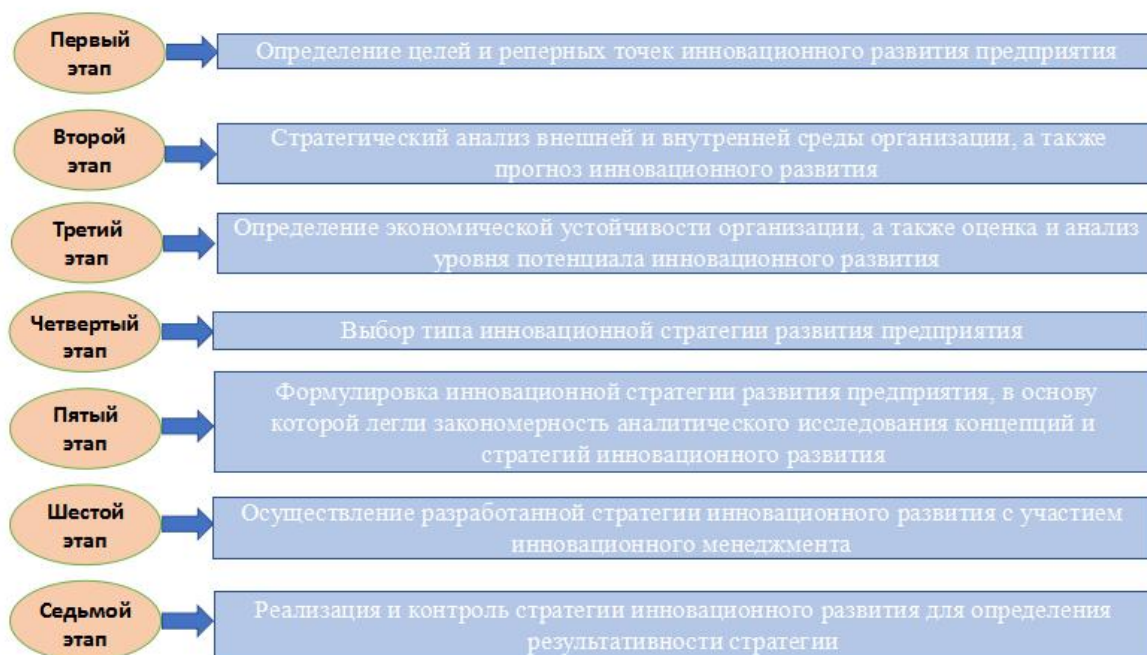 Первый
этап
Определение целей и реперных точек инновационного развития предприятия
Второй
этап
Стратегический анализ внешней и внутренней среды организации, а также
прогноз инновационного развития
Третий
этап
Определение экономической устойчивости организации, а также оценка и анализ
уровня потенциала инновационного развития
Четвертый
этап
Выбор типа инновационной стратегии развития предприятия
Пятый
этап
Формулировка инновационной стратегии развития предприятия, в основу
которой легли закономерность аналитического исследования концепций и
стратегий инновационного развития
Шестой
этап
Осуществление разработанной стратегии инновационного развития с участием
инновационного менеджмента
Седьмой
этап
Реализация и контроль стратегии инновационного развития для определения
результативности стратегии